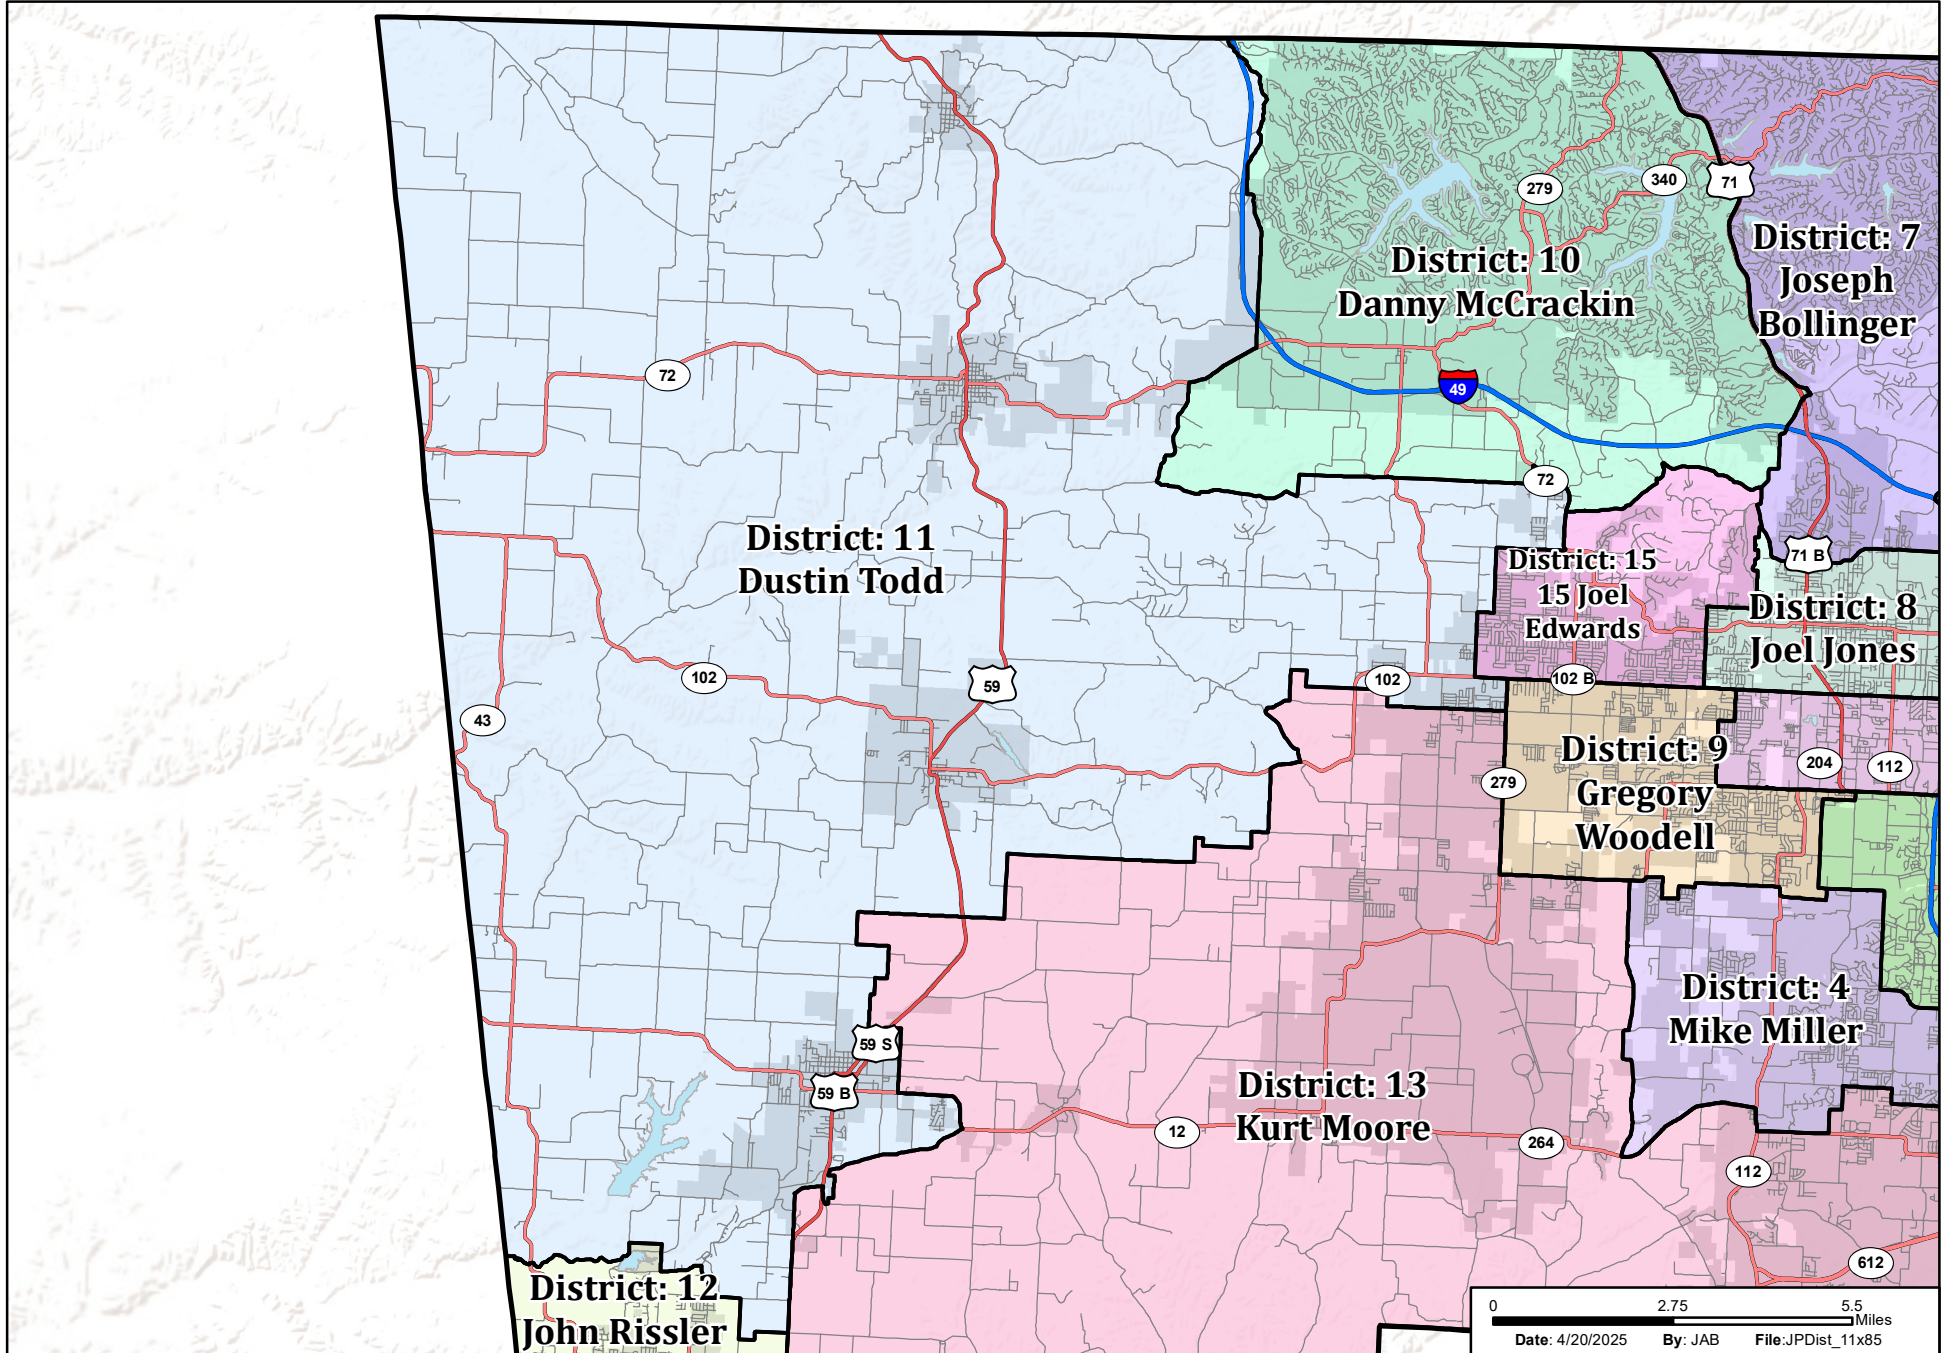 279
340
71
District: 7
Joseph
Bollinger
District: 10
Danny McCrackin
72
49
72
District: 11
Dustin Todd
71 B
District: 15
15 Joel
Edwards
District: 8
Joel Jones
102
59
102
102 B
43
District: 9
Gregory
Woodell
279
204
112
District: 4
Mike Miller
59 S
59 B
District: 13
Kurt Moore
12
264
112
612
District: 12
John Rissler
0 2.75 5.5
Miles
Date: 4/20/2025 By: JAB File:JPDist_11x85